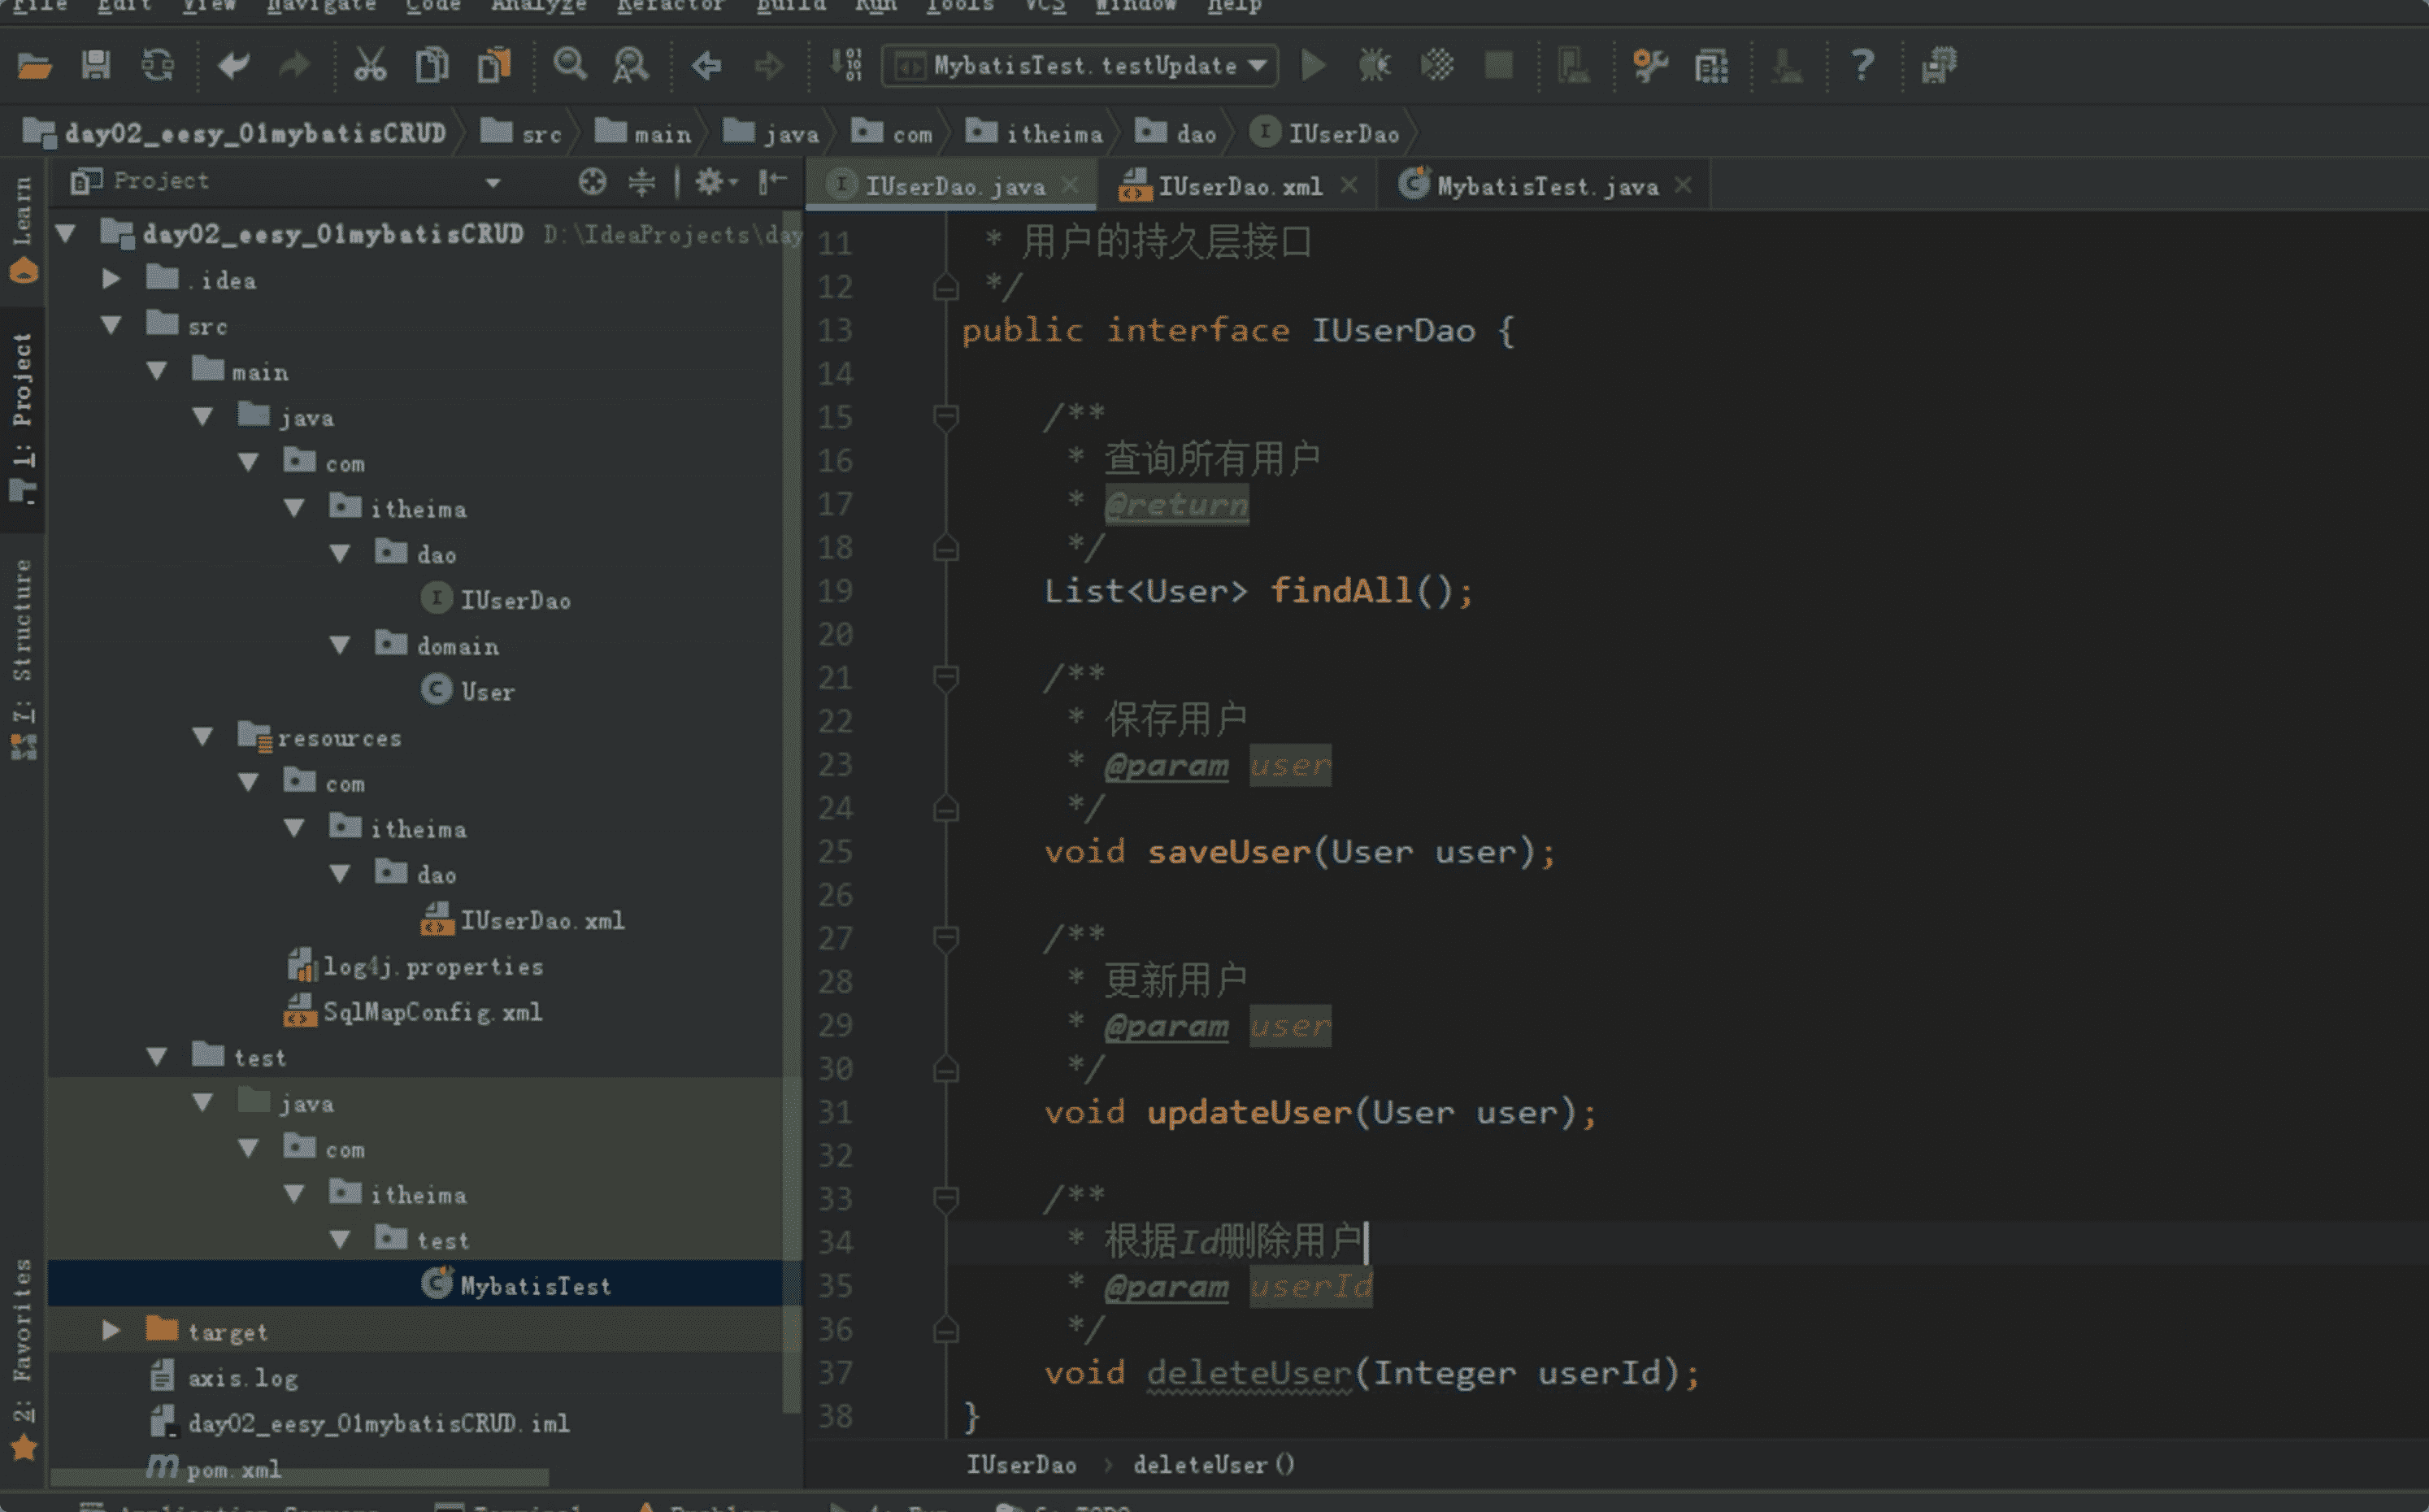 File Edit View Navigate Code Analyze Refactor Build Run Tools VCS Window Help
MybatisTest.testUpdate
day02_eesy_01mybatisCRUD src main java com itheima dao IUserDao
Project
IUserDao.java IUserDao.xml MybatisTest.java
Learn
1: Project
7: Structure
2: Favorites
day02_eesy_01mybatisCRUD D:\IdeaProjects\day
.idea
src
main
java
com
itheima
dao
IUserDao
domain
User
resources
com
itheima
dao
IUserDao.xml
log4j.properties
SqlMapConfig.xml
test
java
com
itheima
test
MybatisTest
target
axis.log
day02_eesy_01mybatisCRUD.iml
pom.xml
11 * 用户的持久层接口
12 */
13 public interface IUserDao {
14
15 /**
16 * 查询所有用户
17 * @return
18 */
19 List<User> findAll();
20
21 /**
22 * 保存用户
23 * @param user
24 */
25 void saveUser(User user);
26
27 /**
28 * 更新用户
29 * @param user
30 */
31 void updateUser(User user);
32
33 /**
34 * 根据Id删除用户
35 * @param userId
36 */
37 void deleteUser(Integer userId);
38 }
IUserDao › deleteUser()